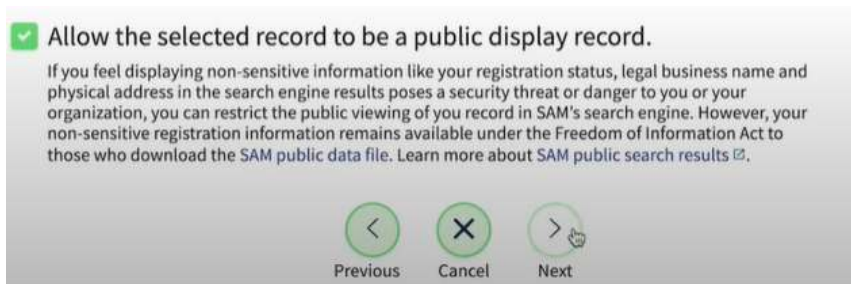 Allow the selected record to be a public display record.
If you feel displaying non-sensitive information like your registration status, legal business name and
physical address in the search engine results poses a security threat or danger to you or your
organization, you can restrict the public viewing of you record in SAM's search engine. However, your
non-sensitive registration information remains available under the Freedom of Information Act to
those who download the SAM public data file. Learn more about SAM public search results.
Previous Cancel Next